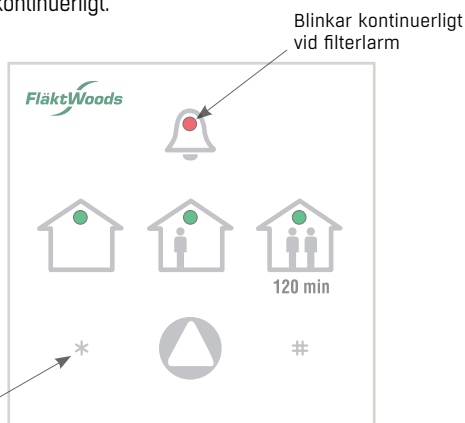 kontinuerligt.
Blinkar kontinuerligt
vid filterlarm
FläktWoods
120 min
* #